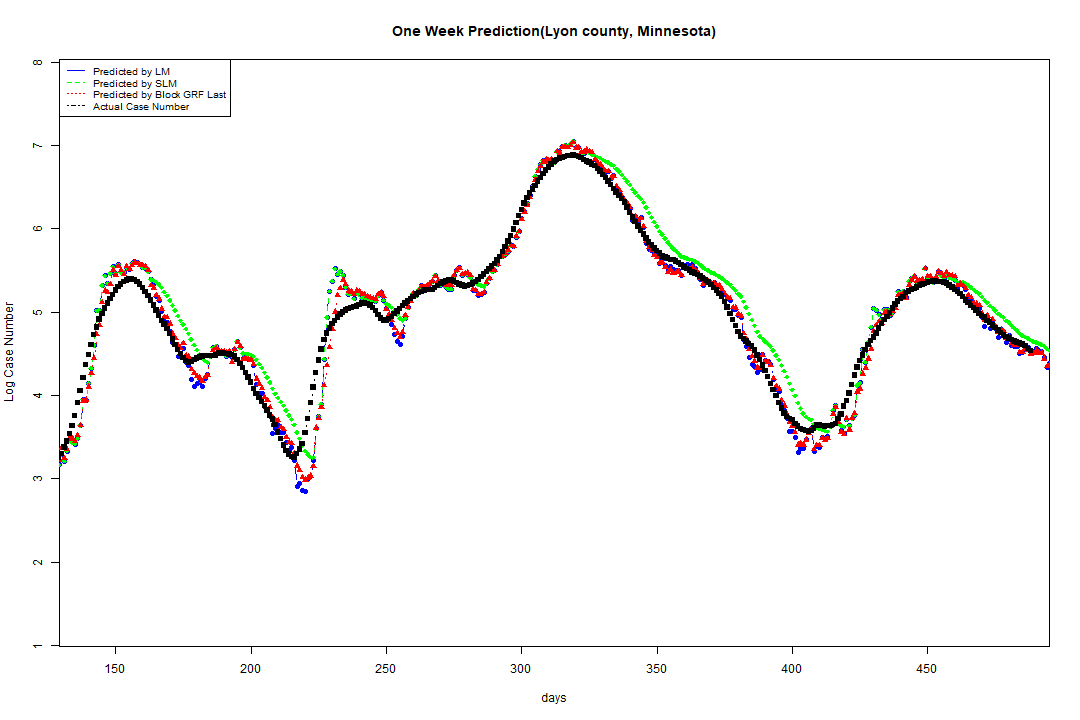 One Week Prediction(Lyon county, Minnesota)
Predicted by LM
Predicted by SLM
Predicted by Block GRF Last
Actual Case Number
8
7
6
5
4
3
2
1
Log Case Number
150 200 250 300 350 400 450
days